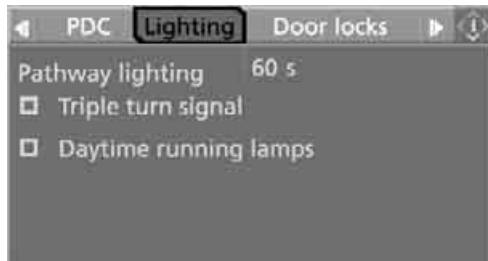 PDC Lighting Door locks
Pathway lighting 60 s
Triple turn signal
Daytime running lamps